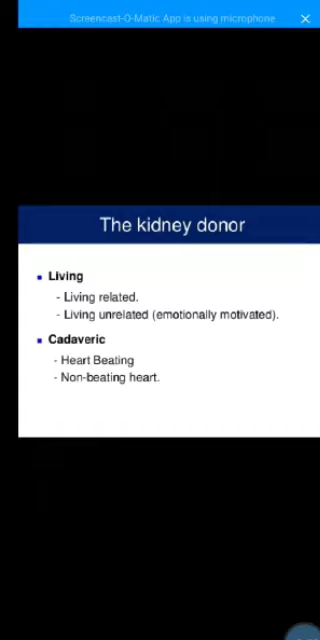 Screencast-O-Matic App is using microphone
The kidney donor
Living
- Living related.
- Living unrelated (emotionally motivated).
Cadaveric
- Heart Beating
- Non-beating heart.